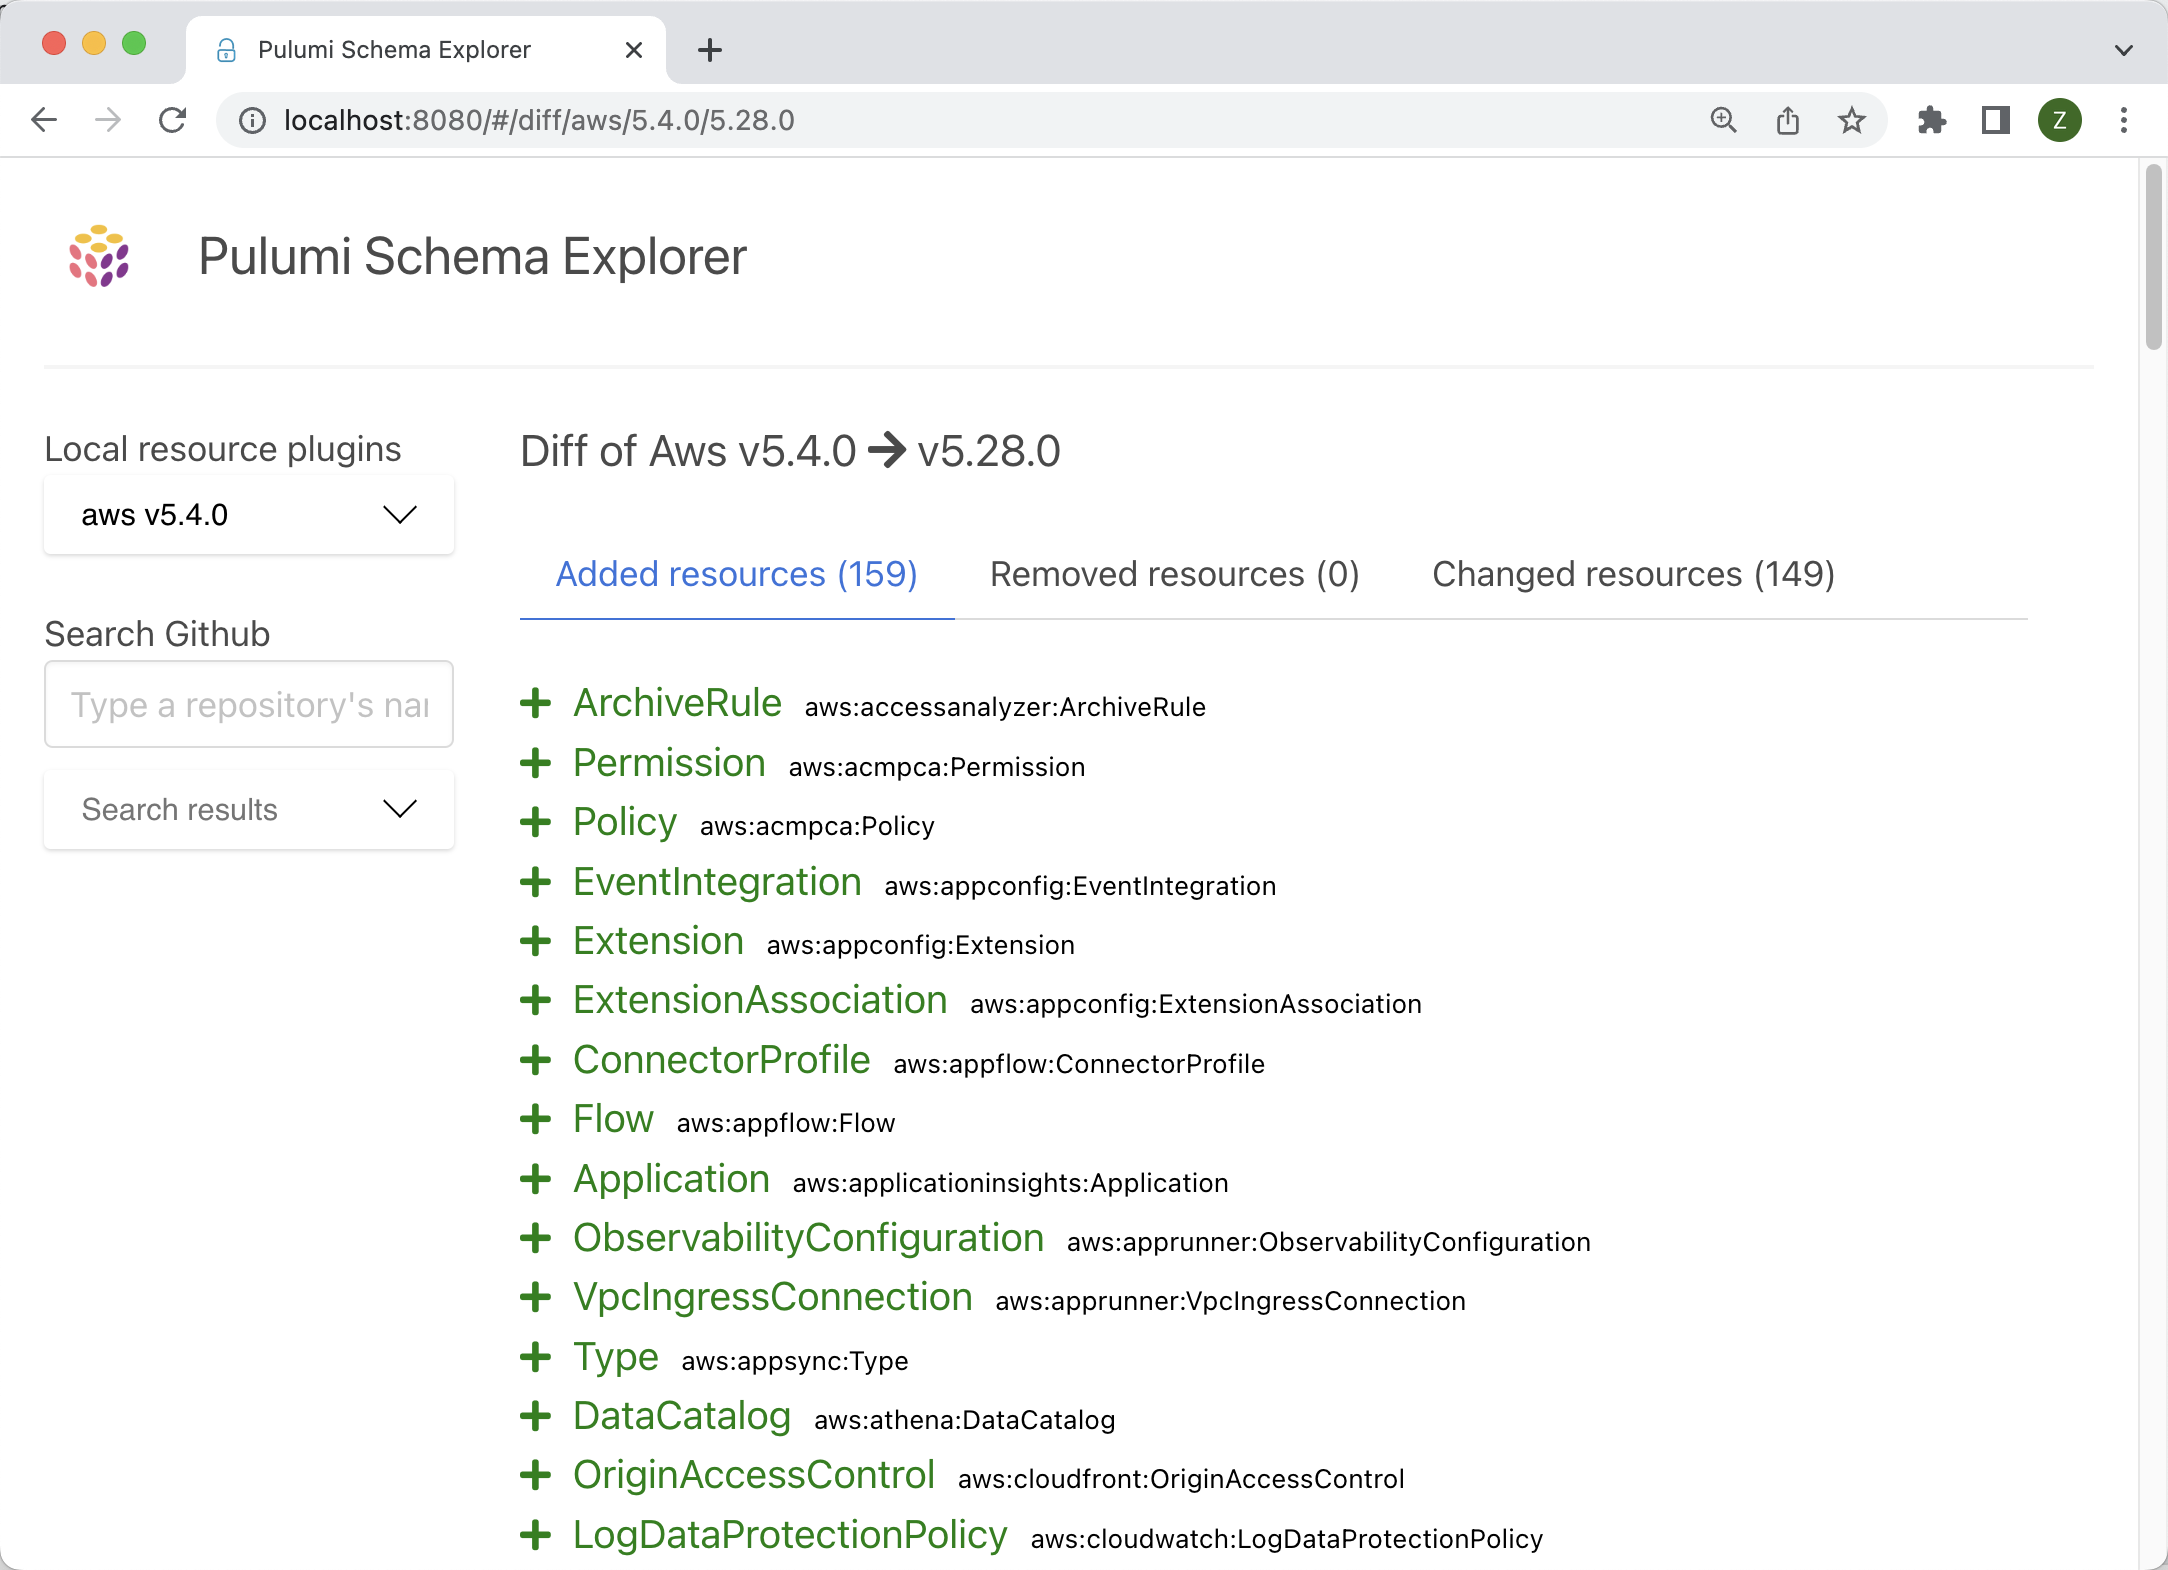 Pulumi Schema Explorer
localhost:8080/#/diff/aws/5.4.0/5.28.0
Z
Pulumi Schema Explorer
Local resource plugins
aws v5.4.0
Search Github
Type a repository's nar
Search results
Diff of Aws v5.4.0 → v5.28.0
Added resources (159) Removed resources (0) Changed resources (149)
ArchiveRule aws:accessanalyzer:ArchiveRule
Permission aws:acmpca:Permission
Policy aws:acmpca:Policy
EventIntegration aws:appconfig:EventIntegration
Extension aws:appconfig:Extension
ExtensionAssociation aws:appconfig:ExtensionAssociation
ConnectorProfile aws:appflow:ConnectorProfile
Flow aws:appflow:Flow
Application aws:applicationinsights:Application
ObservabilityConfiguration aws:apprunner:ObservabilityConfiguration
VpcIngressConnection aws:apprunner:VpcIngressConnection
Type aws:appsync:Type
DataCatalog aws:athena:DataCatalog
OriginAccessControl aws:cloudfront:OriginAccessControl
LogDataProtectionPolicy aws:cloudwatch:LogDataProtectionPolicy